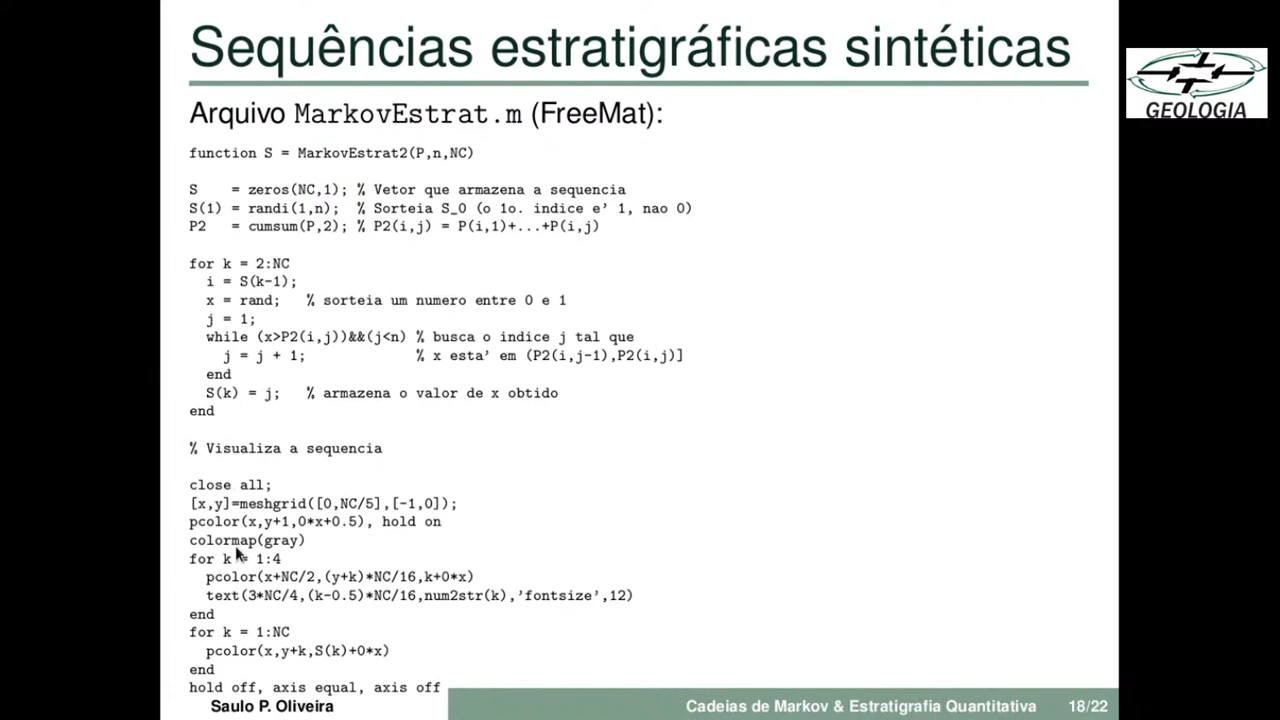 Sequências estratigráficas sintéticas
GEOLOGIA
Arquivo MarkovEstrat.m (FreeMat):
function S = MarkovEstrat2(P,n,NC)
S    = zeros(NC,1); % Vetor que armazena a sequencia
S(1) = randi(1,n);  % Sorteia S_0 (o 1o. indice e' 1, nao 0)
P2   = cumsum(P,2); % P2(i,j) = P(i,1)+...+P(i,j)
for k = 2:NC
  i = S(k-1);
  x = rand;   % sorteia um numero entre 0 e 1
  j = 1;
  while (x>P2(i,j))&&(j<n) % busca o indice j tal que
    j = j + 1;             % x esta' em (P2(i,j-1),P2(i,j)]
  end
  S(k) = j;   % armazena o valor de x obtido
end
% Visualiza a sequencia
close all;
[x,y]=meshgrid([0,NC/5],[-1,0]);
pcolor(x,y+1,0*x+0.5), hold on
colormap(gray)
for k = 1:4
  pcolor(x+NC/2,(y+k)*NC/16,k+0*x)
  text(3*NC/4,(k-0.5)*NC/16,num2str(k),'fontsize',12)
end
for k = 1:NC
  pcolor(x,y+k,S(k)+0*x)
end
hold off, axis equal, axis off
Saulo P. Oliveira
Cadeias de Markov & Estratigrafia Quantitativa
18/22